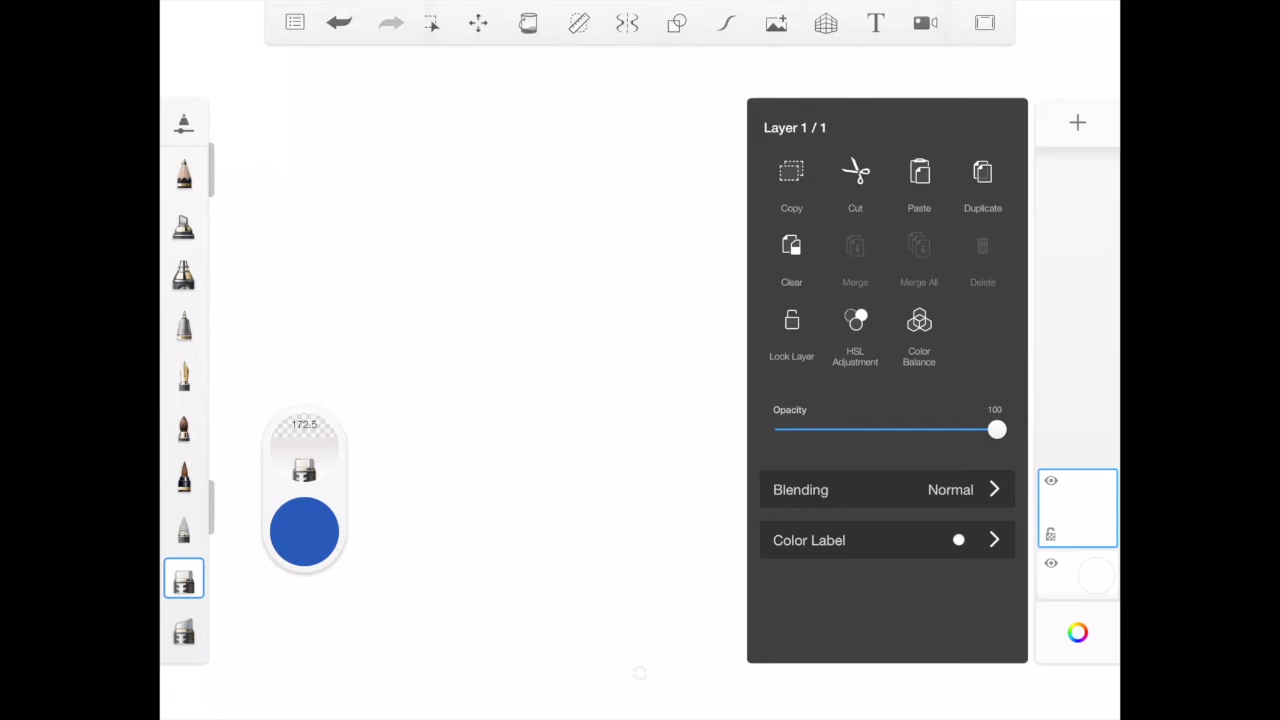 T
Layer 1 / 1
Copy Cut Paste Duplicate
Clear Merge Merge All Delete
Lock Layer HSL Adjustment Color Balance
Opacity 100
172.5
Blending Normal
Color Label